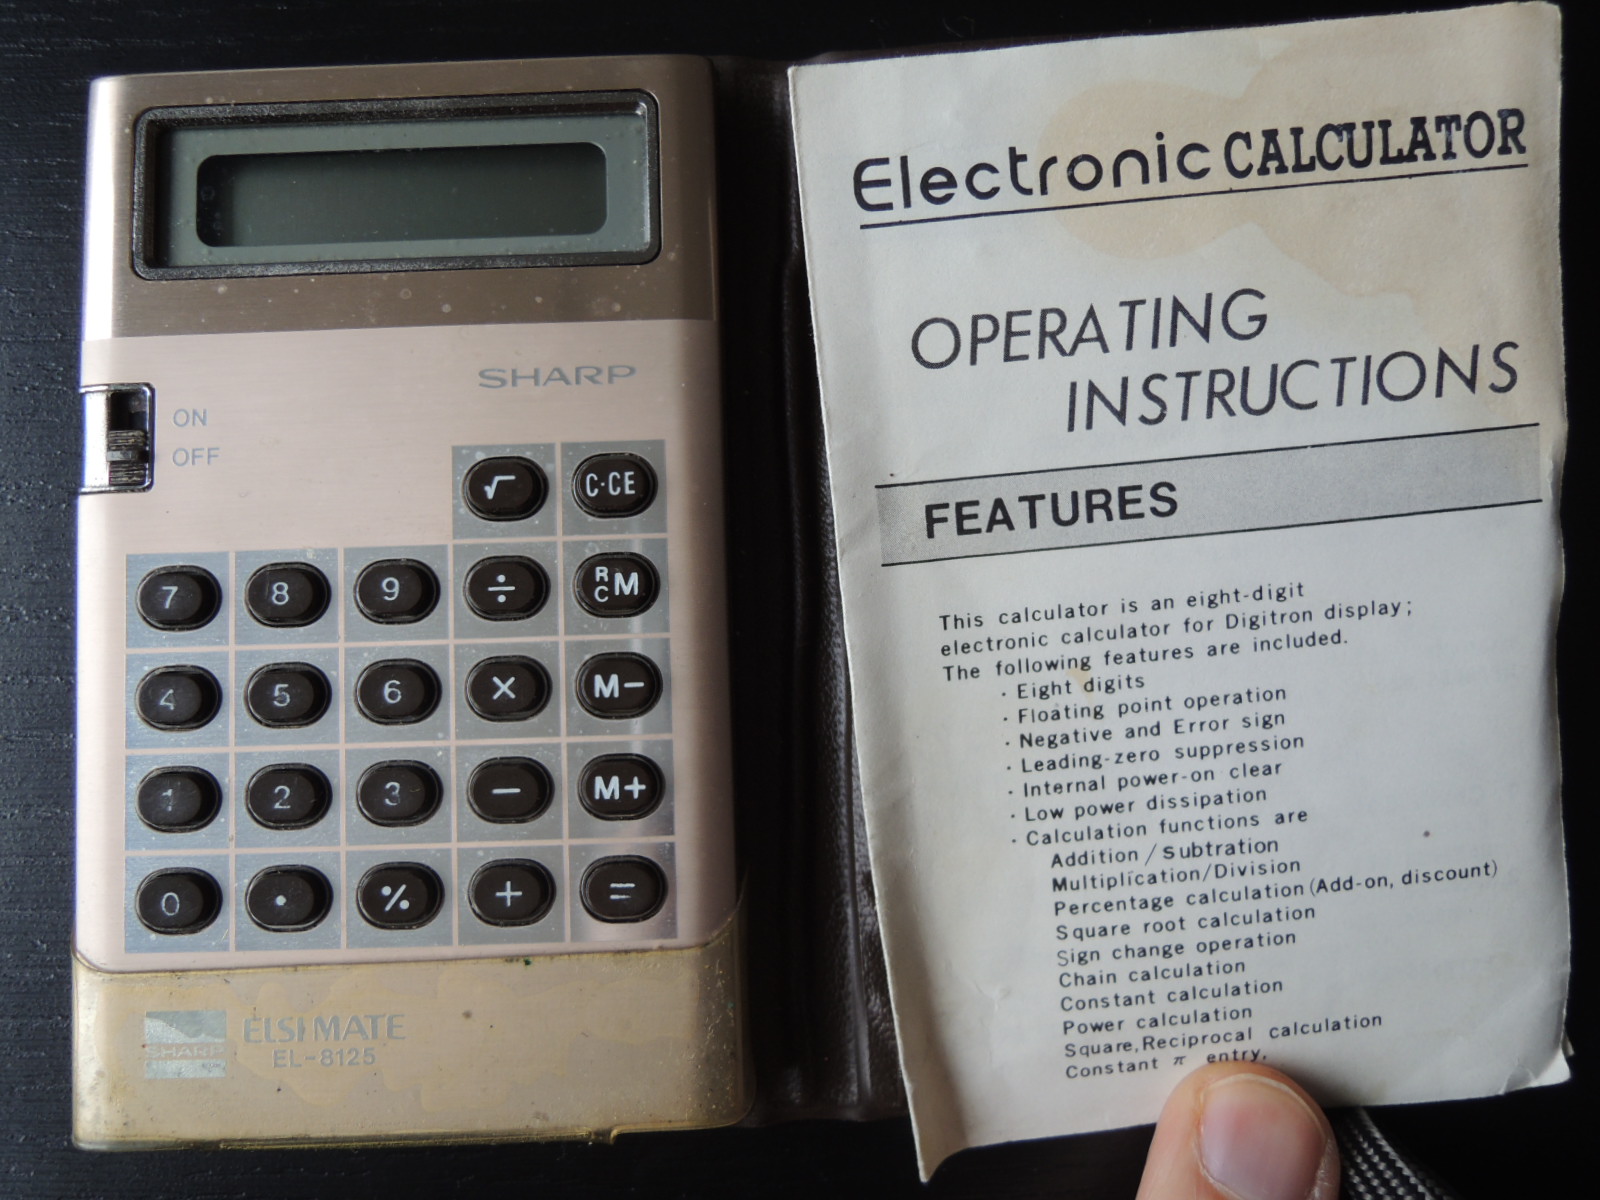 SHARP
ON
OFF
√ C·CE
7 8 9 ÷ RCM
4 5 6 × M−
1 2 3 − M+
0 · % + =
SHARP
ELSI MATE
EL-8125
Electronic CALCULATOR
OPERATING
INSTRUCTIONS
FEATURES
This calculator is an eight-digit
electronic calculator for Digitron display;
The following features are included.
· Eight digits
· Floating point operation
· Negative and Error sign
· Leading-zero suppression
· Internal power-on clear
· Low power dissipation
· Calculation functions are
Addition/Subtration
Multiplication/Division
Percentage calculation (Add-on, discount)
Square root calculation
Sign change operation
Chain calculation
Constant calculation
Power calculation
Square, Reciprocal calculation
Constant π entry.